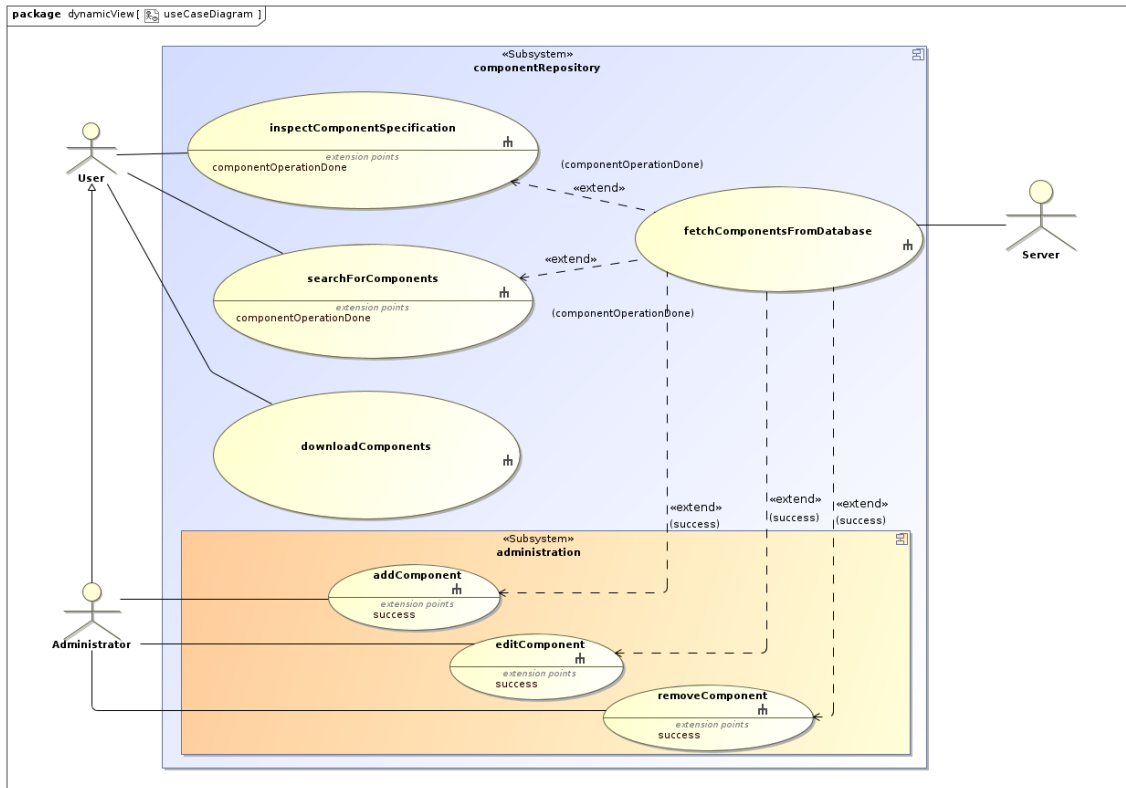 package dynamicView[ useCaseDiagram ]
«Subsystem»
componentRepository
inspectComponentSpecification
extension points
componentOperationDone
(componentOperationDone)
«extend»
User
fetchComponentsFromDatabase
Server
«extend»
searchForComponents
extension points
componentOperationDone
(componentOperationDone)
downloadComponents
«extend»
(success)
«extend»
(success)
«extend»
(success)
«Subsystem»
administration
addComponent
extension points
success
Administrator
editComponent
extension points
success
removeComponent
extension points
success